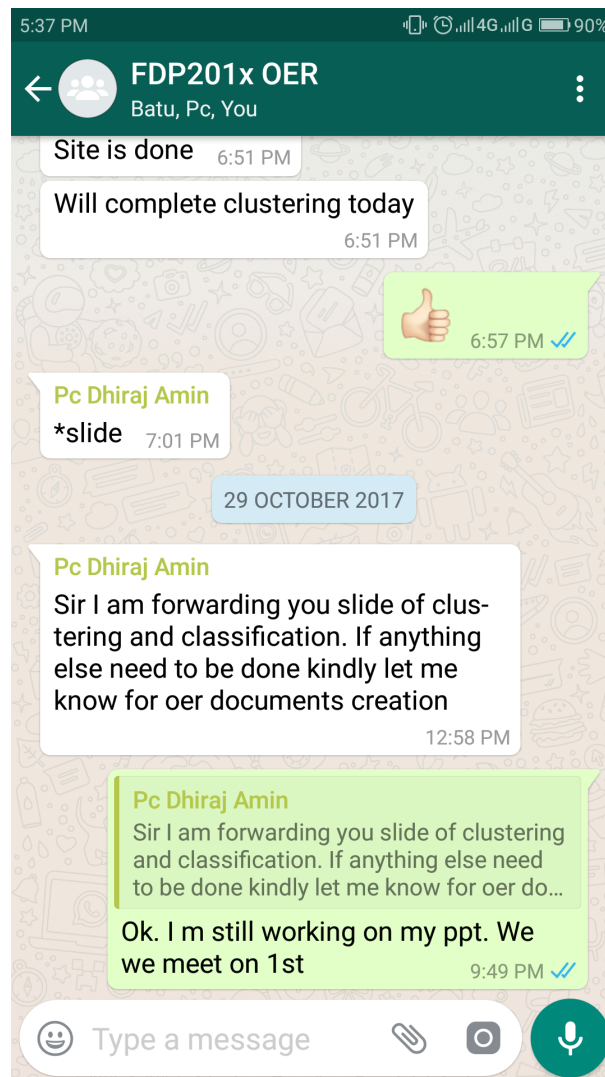 5:37 PM 4G G 90%
FDP201x OER
Batu, Pc, You
Site is done 6:51 PM
Will complete clustering today
6:51 PM
6:57 PM
Pc Dhiraj Amin
*slide 7:01 PM
29 OCTOBER 2017
Pc Dhiraj Amin
Sir I am forwarding you slide of clus-
tering and classification. If anything
else need to be done kindly let me
know for oer documents creation
12:58 PM
Pc Dhiraj Amin
Sir I am forwarding you slide of clustering
and classification. If anything else need
to be done kindly let me know for oer do...
Ok. I m still working on my ppt. We
we meet on 1st 9:49 PM
Type a message